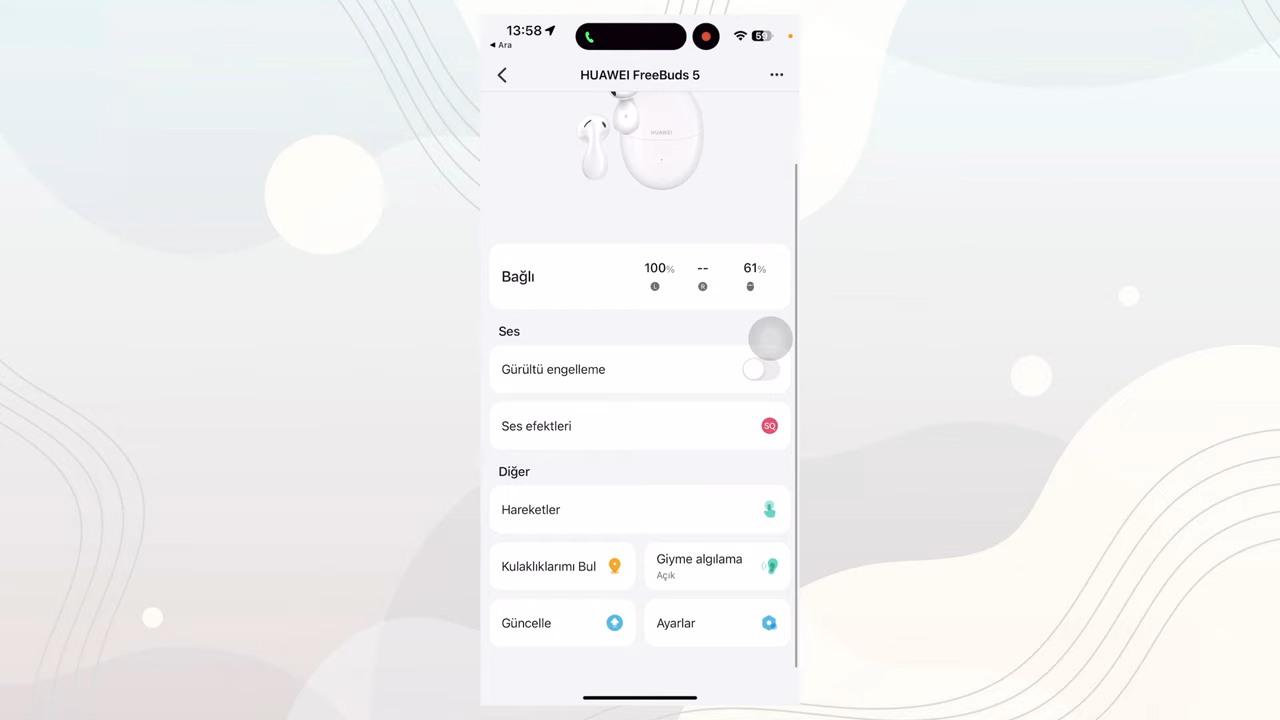 13:58
59
◂ Ara
HUAWEI FreeBuds 5
HUAWEI
Bağlı
100% -- 61%
L R
Ses
Gürültü engelleme
Ses efektleri
SQ
Diğer
Hareketler
Kulaklıklarımı Bul
Giyme algılama
Açık
Güncelle
Ayarlar